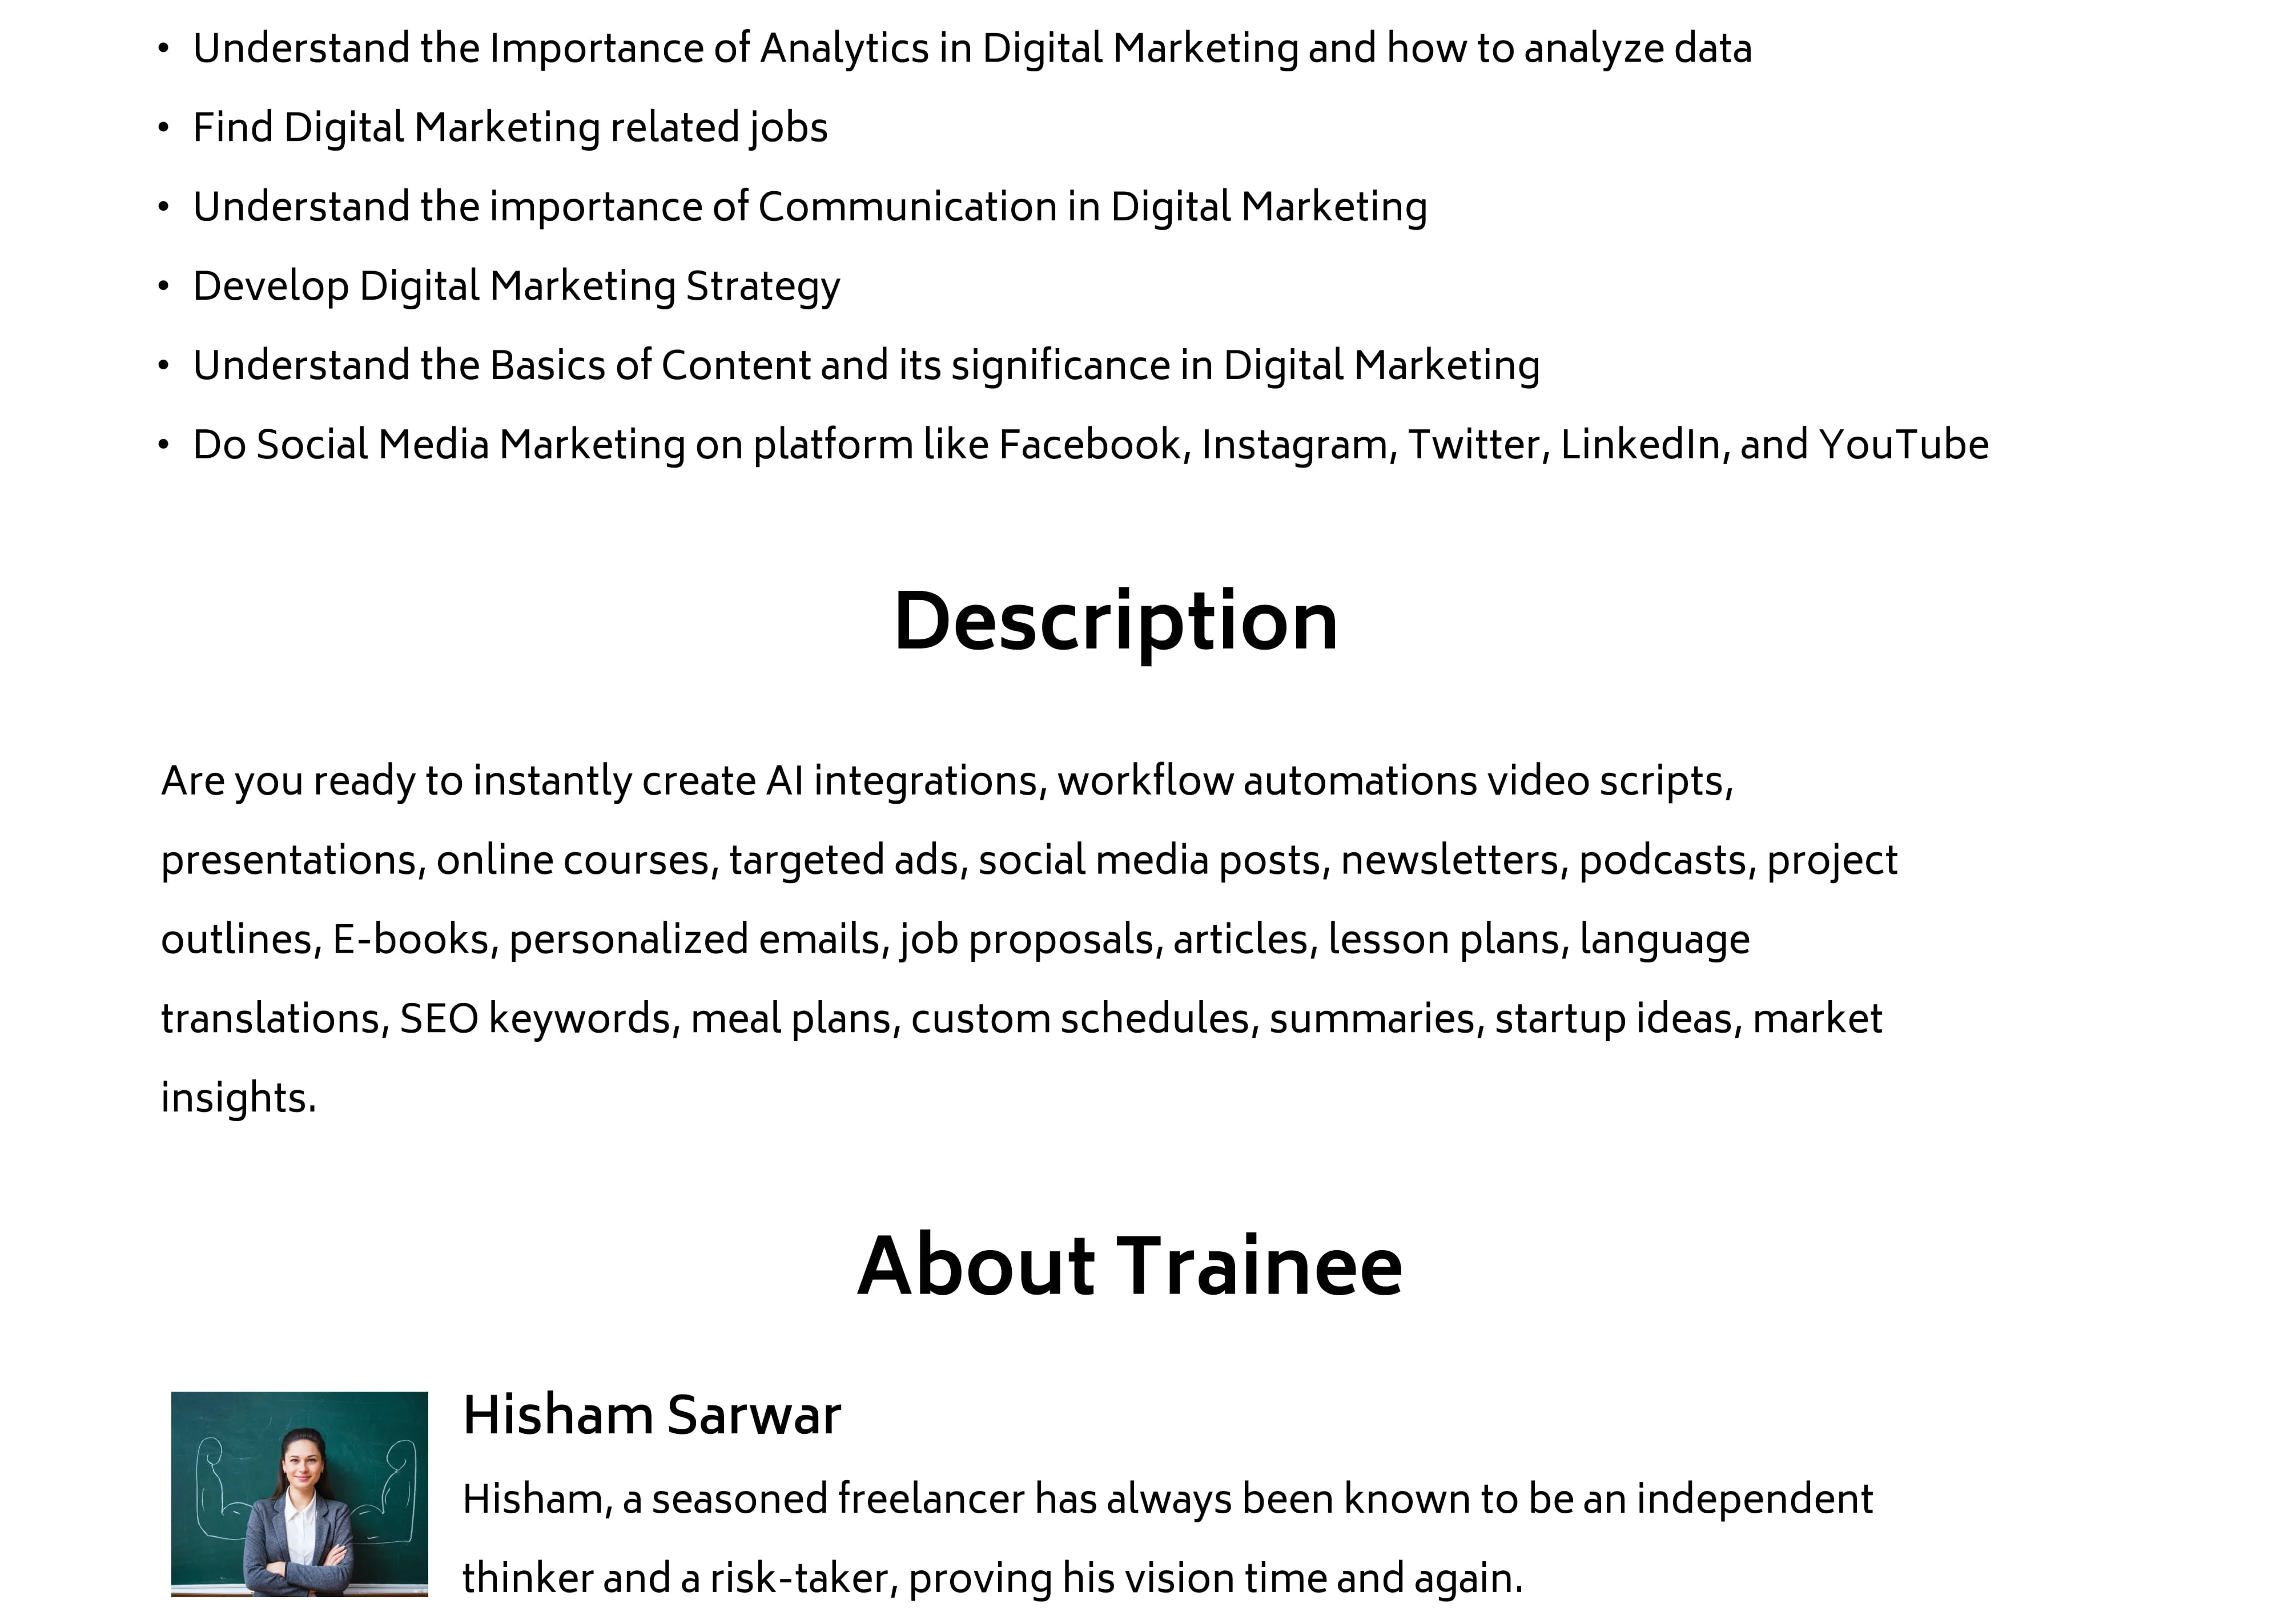 • Understand the Importance of Analytics in Digital Marketing and how to analyze data
• Find Digital Marketing related jobs
• Understand the importance of Communication in Digital Marketing
• Develop Digital Marketing Strategy
• Understand the Basics of Content and its significance in Digital Marketing
• Do Social Media Marketing on platform like Facebook, Instagram, Twitter, LinkedIn, and YouTube
Description
Are you ready to instantly create AI integrations, workflow automations video scripts,
presentations, online courses, targeted ads, social media posts, newsletters, podcasts, project
outlines, E-books, personalized emails, job proposals, articles, lesson plans, language
translations, SEO keywords, meal plans, custom schedules, summaries, startup ideas, market
insights.
About Trainee
Hisham Sarwar
Hisham, a seasoned freelancer has always been known to be an independent
thinker and a risk-taker, proving his vision time and again.